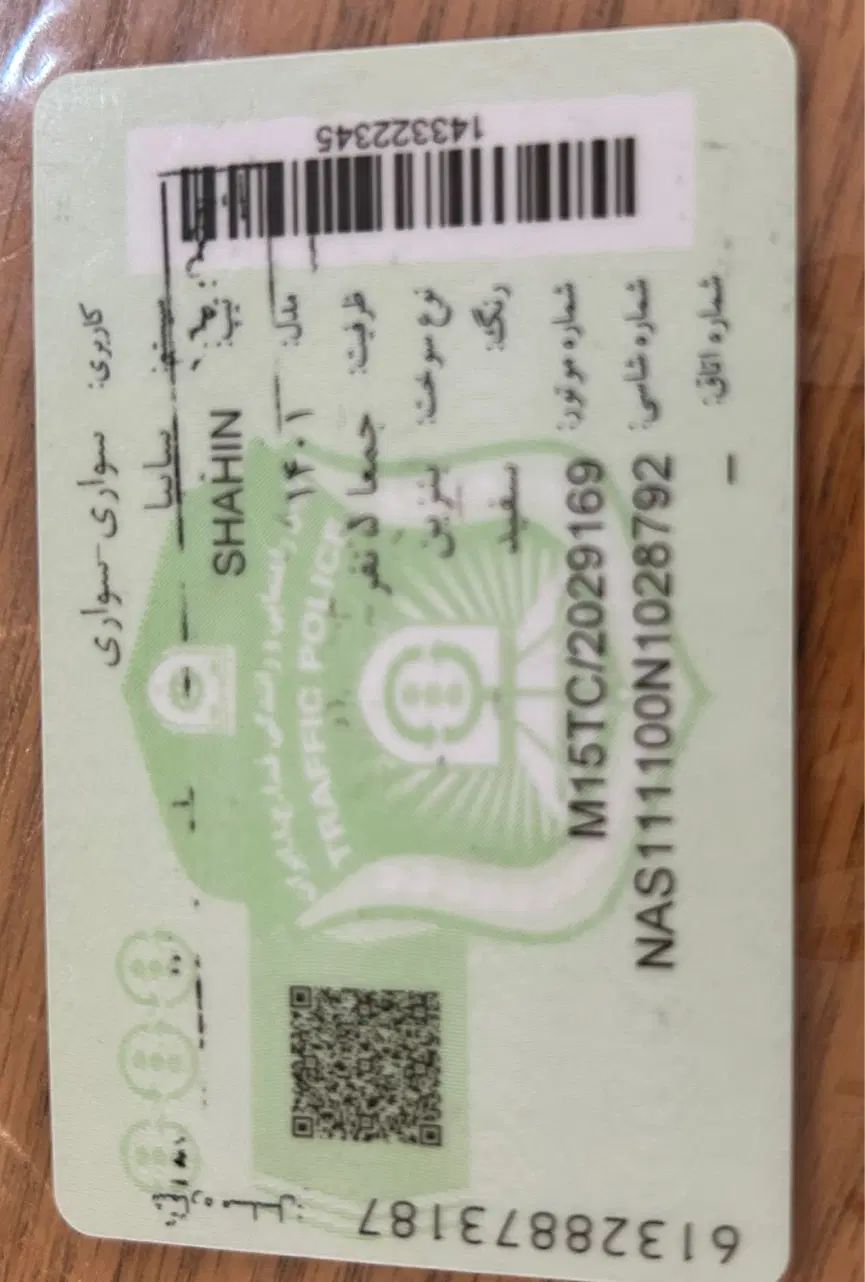 143322345
کاربری: سواری-سواری
سایپا
تیپ: SHAHIN
مدل: ۱۴۰۱
ظرفیت: جمعا ۵ نفر
نوع سوخت: بنزین
رنگ: سفید
شماره موتور: M15TC/2029169
شماره شاسی: NAS111100N1028792
شماره اتاق: -
TRAFFIC POLICE
61328873187